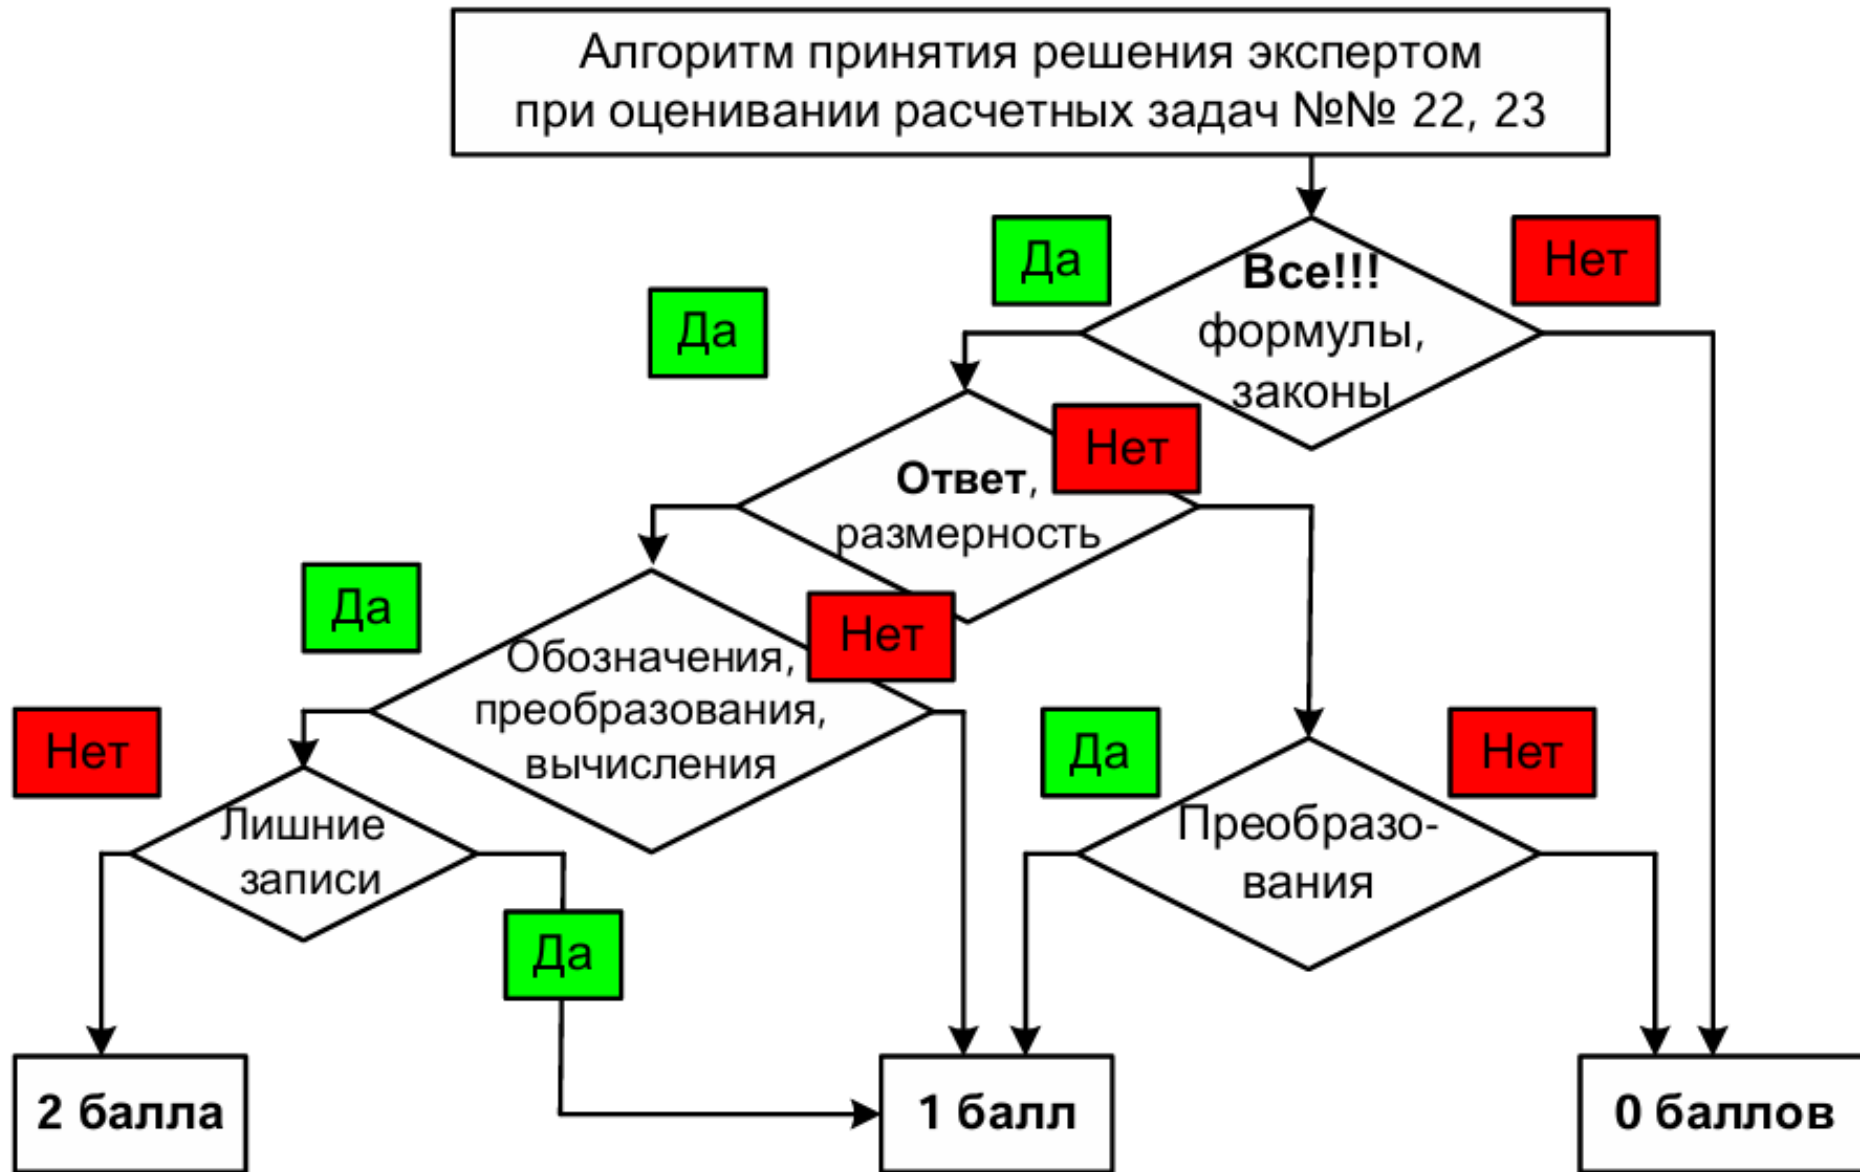 Алгоритм принятия решения экспертом
при оценивании расчетных задач №№ 22, 23
Да
Все!!!
формулы,
законы
Нет
Да
Ответ,
размерность
Нет
Да
Обозначения,
преобразования,
вычисления
Нет
Нет
Лишние
записи
Да
Да
Преобразо-
вания
Нет
2 балла
1 балл
0 баллов